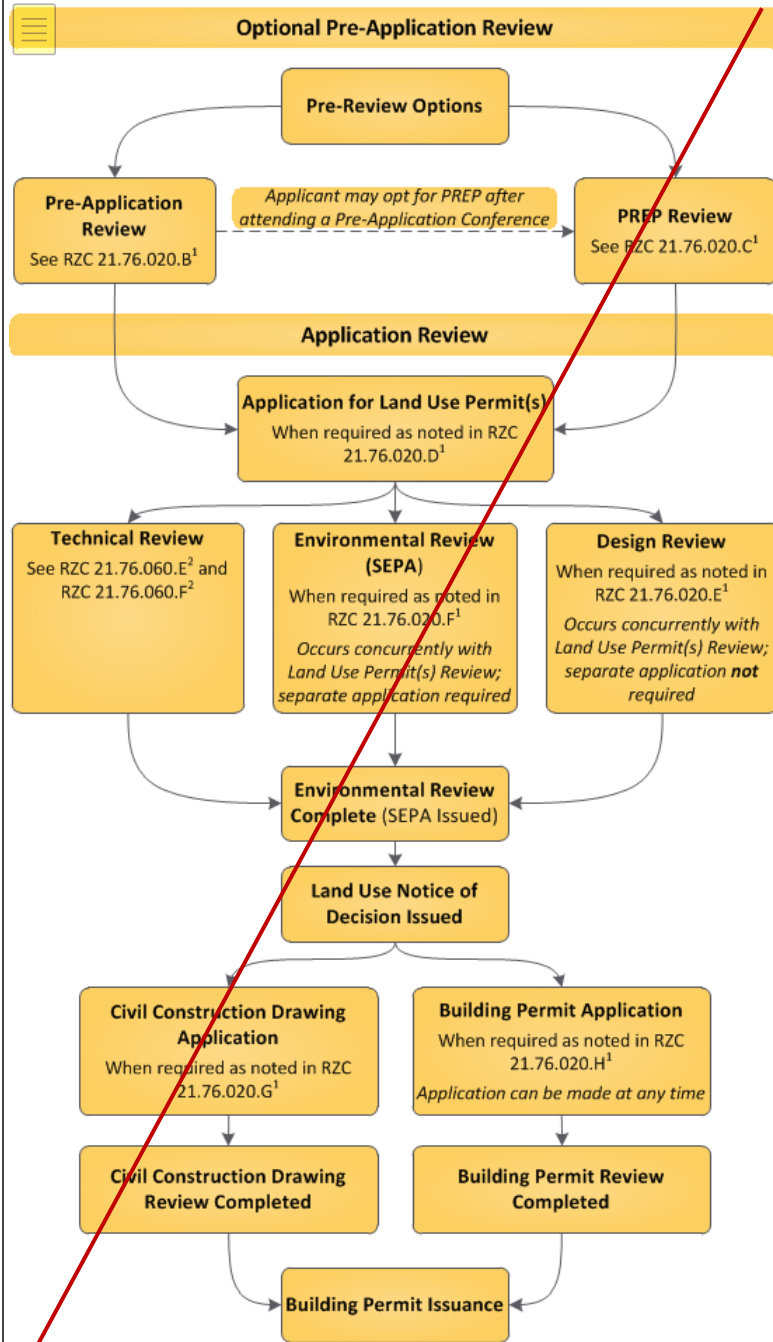 Optional Pre-Application Review
Pre-Review Options
Pre-Application
Review
See RZC 21.76.020.B¹
Applicant may opt for PREP after
attending a Pre-Application Conference
PREP Review
See RZC 21.76.020.C¹
Application Review
Application for Land Use Permit(s)
When required as noted in RZC
21.76.020.D¹
Technical Review
See RZC 21.76.060.E² and
RZC 21.76.060.F²
Environmental Review
(SEPA)
When required as noted in
RZC 21.76.020.F¹
Occurs concurrently with
Land Use Permit(s) Review;
separate application required
Design Review
When required as noted in
RZC 21.76.020.E¹
Occurs concurrently with
Land Use Permit(s) Review;
separate application not
required
Environmental Review
Complete (SEPA Issued)
Land Use Notice of
Decision Issued
Civil Construction Drawing
Application
When required as noted in RZC
21.76.020.G¹
Building Permit Application
When required as noted in RZC
21.76.020.H¹
Application can be made at any time
Civil Construction Drawing
Review Completed
Building Permit Review
Completed
Building Permit Issuance